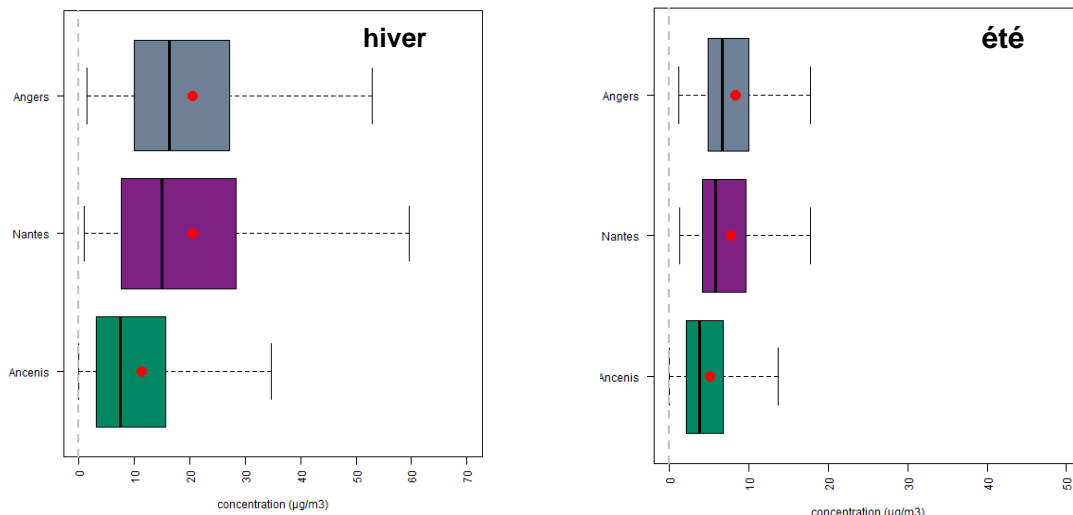 hiver
Angers
Nantes
Ancenis
0 10 20 30 40 50 60 70
concentration (µg/m3)
été
Angers
Nantes
Ancenis
0 10 20 30 40 50
concentration (µg/m3)